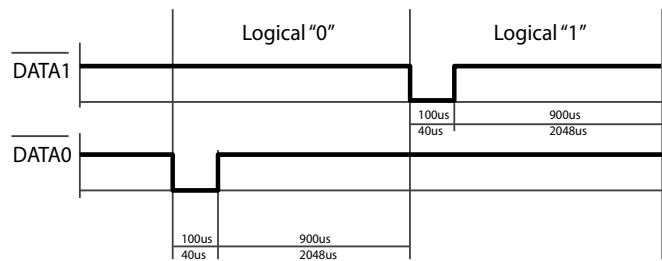 Logical “0”
Logical “1”
DATA1
100us
900us
40us
2048us
DATA0
100us
900us
40us
2048us